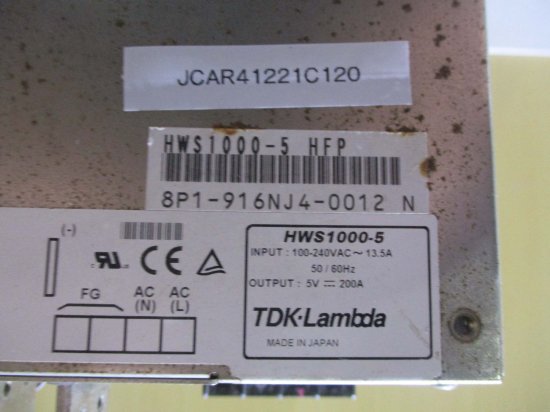 JCAR41221C120
HWS1000-5 HFP
8P1-916NJ4-0012 N
(-)
FG
AC
(N)
AC
(L)
CE
HWS1000-5
INPUT : 100-240VAC～ 13.5A
50 / 60Hz
OUTPUT : 5V ⎓ 200A
TDK·Lambda
MADE IN JAPAN